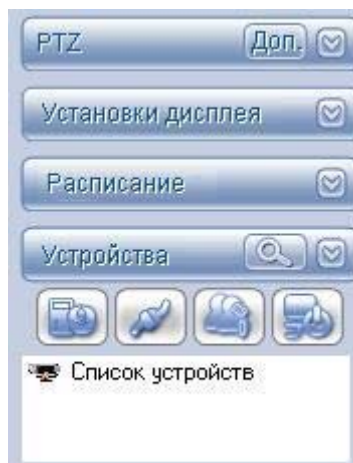 PTZ Доп.
Установки дисплея
Расписание
Устройства
Список устройств